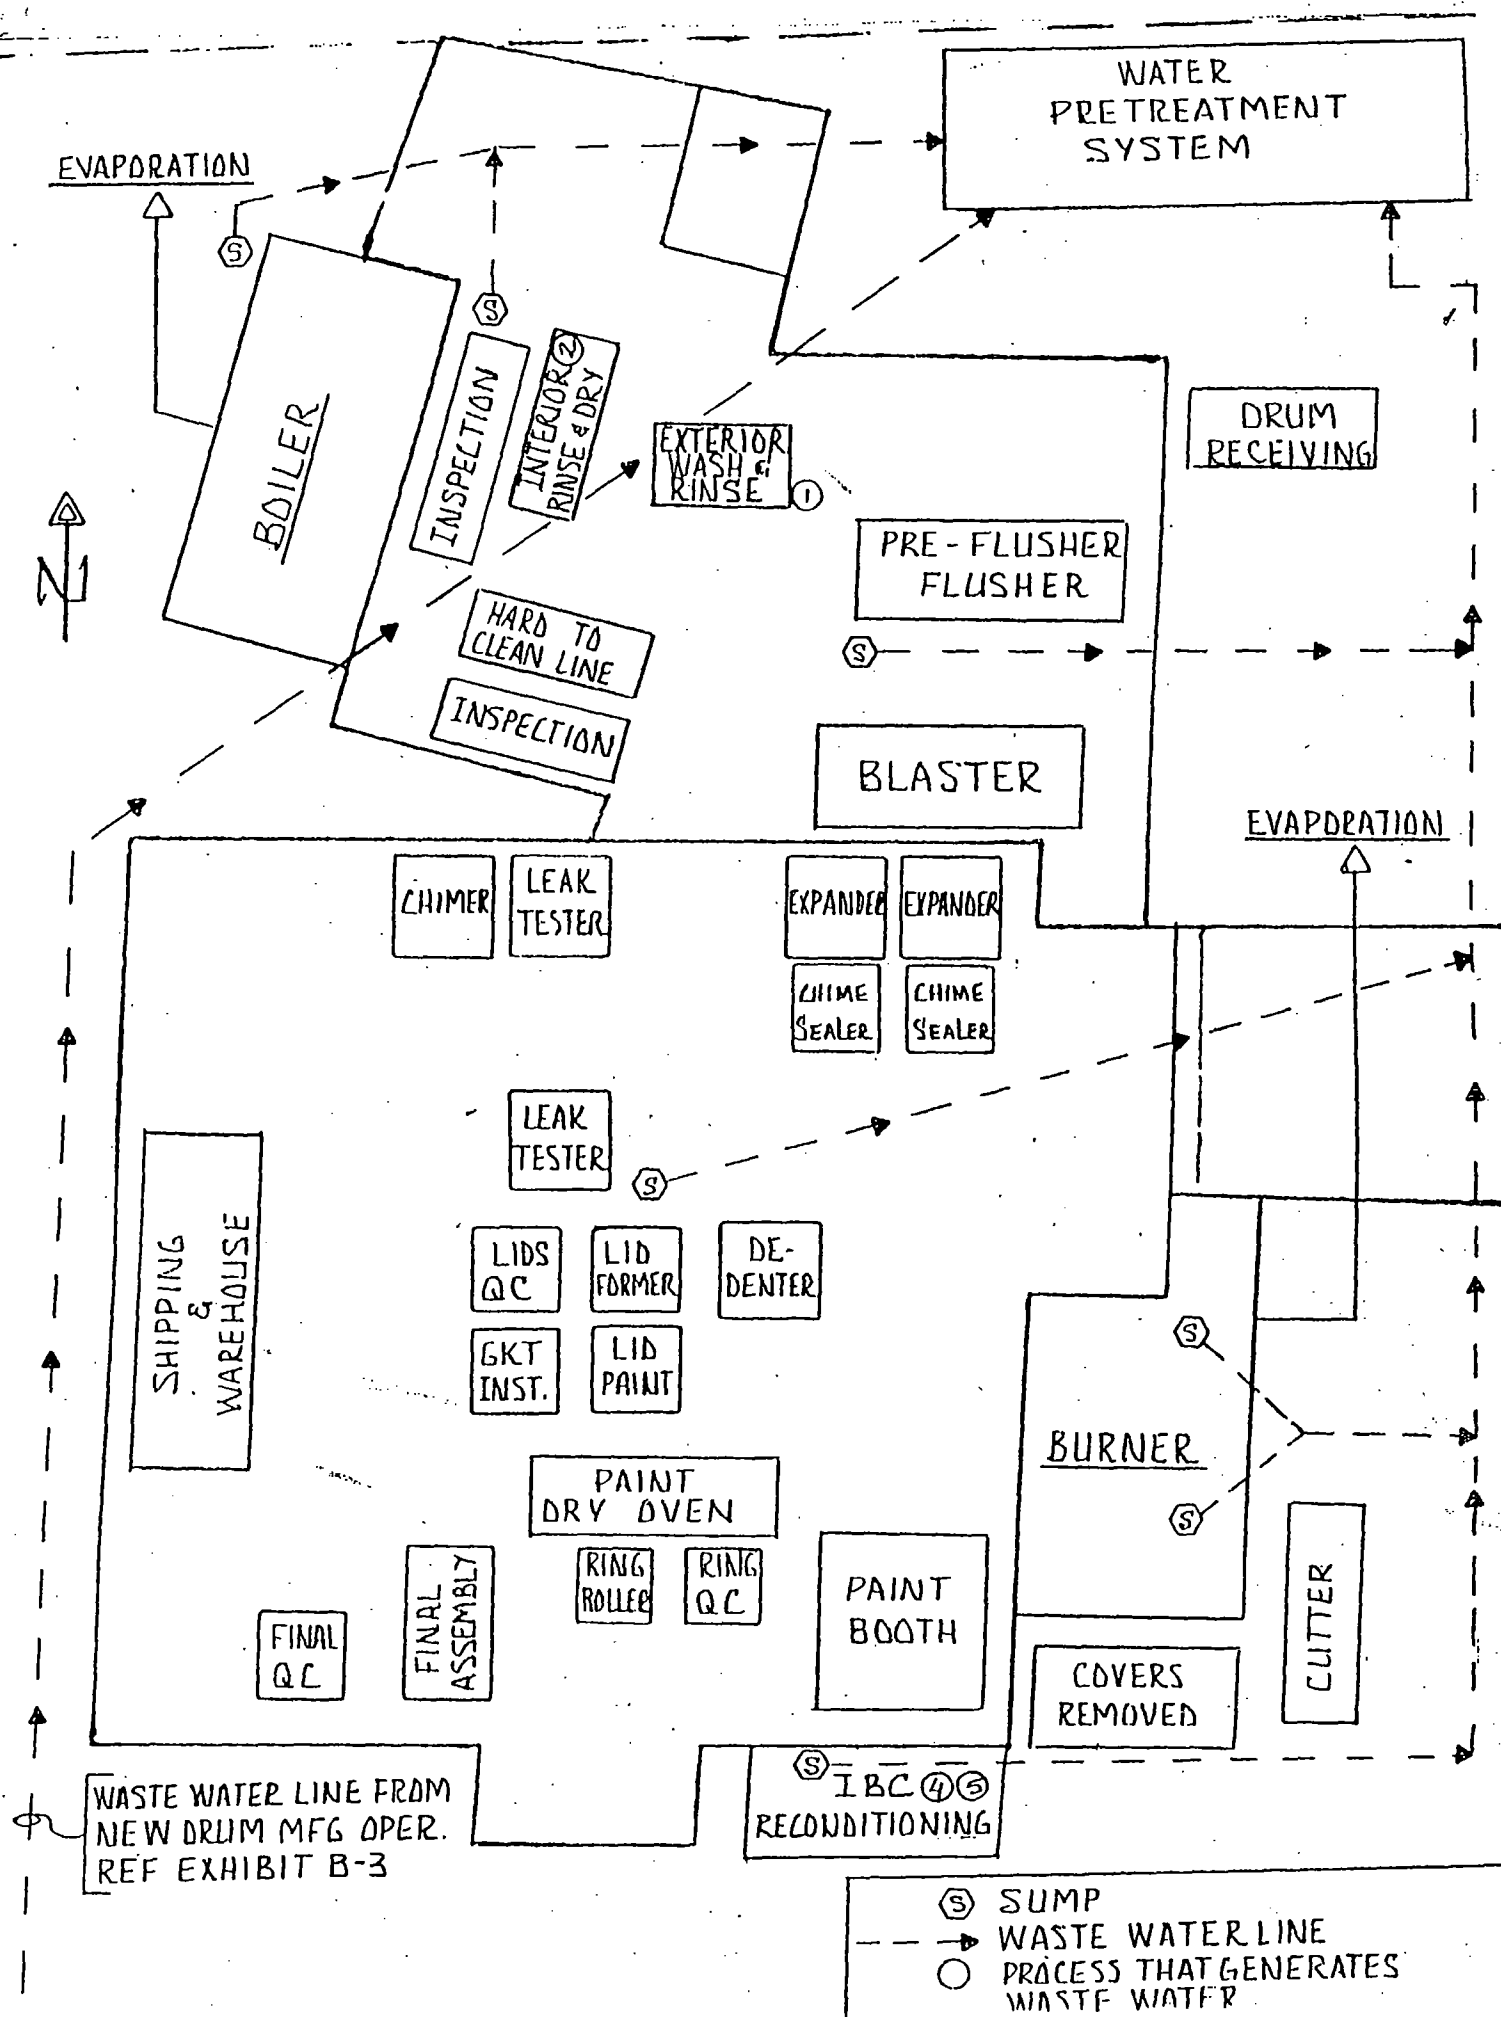 WATER
PRETREATMENT
SYSTEM
EVAPORATION
S
S
BOILER
INSPECTION
INTERIOR 2
RINSE & DRY
EXTERIOR
WASH &
RINSE
1
DRUM
RECEIVING
N
PRE-FLUSHER
FLUSHER
HARD TO
CLEAN LINE
S
INSPECTION
BLASTER
EVAPORATION
CHIMER
LEAK
TESTER
EXPANDER
EXPANDER
CHIME
SEALER
CHIME
SEALER
LEAK
TESTER
S
SHIPPING
&
WAREHOUSE
LIDS
QC
LID
FORMER
DE-
DENTER
GKT
INST.
LID
PAINT
S
BURNER
S
PAINT
DRY OVEN
RING
ROLLER
RING
QC
PAINT
BOOTH
CUTTER
FINAL
QC
FINAL
ASSEMBLY
COVERS
REMOVED
S
IBC 4 5
RECONDITIONING
WASTE WATER LINE FROM
NEW DRUM MFG OPER.
REF EXHIBIT B-3
S SUMP
WASTE WATER LINE
PROCESS THAT GENERATES
WASTE WATER